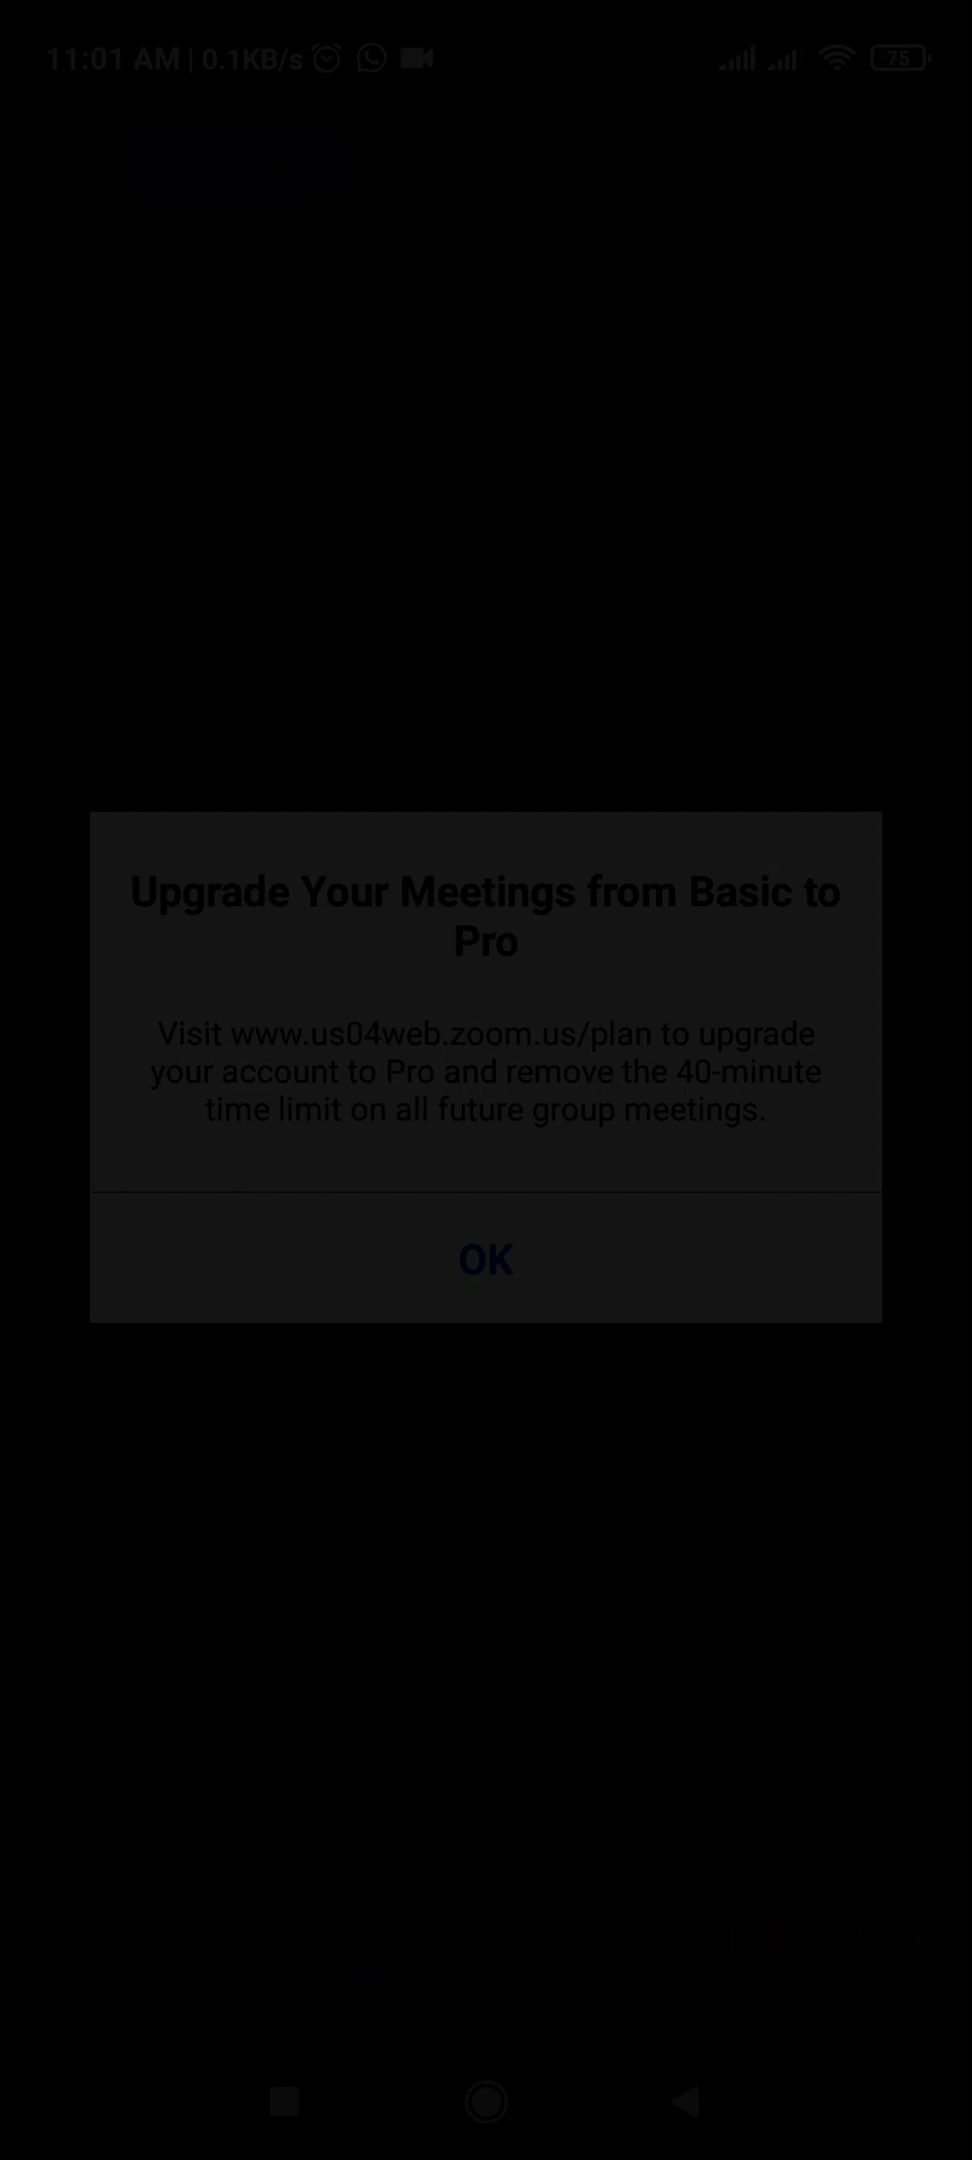 11:01 AM | 0.1KB/s
75
Upgrade Your Meetings from Basic to
Pro
Visit www.us04web.zoom.us/plan to upgrade
your account to Pro and remove the 40-minute
time limit on all future group meetings.
OK